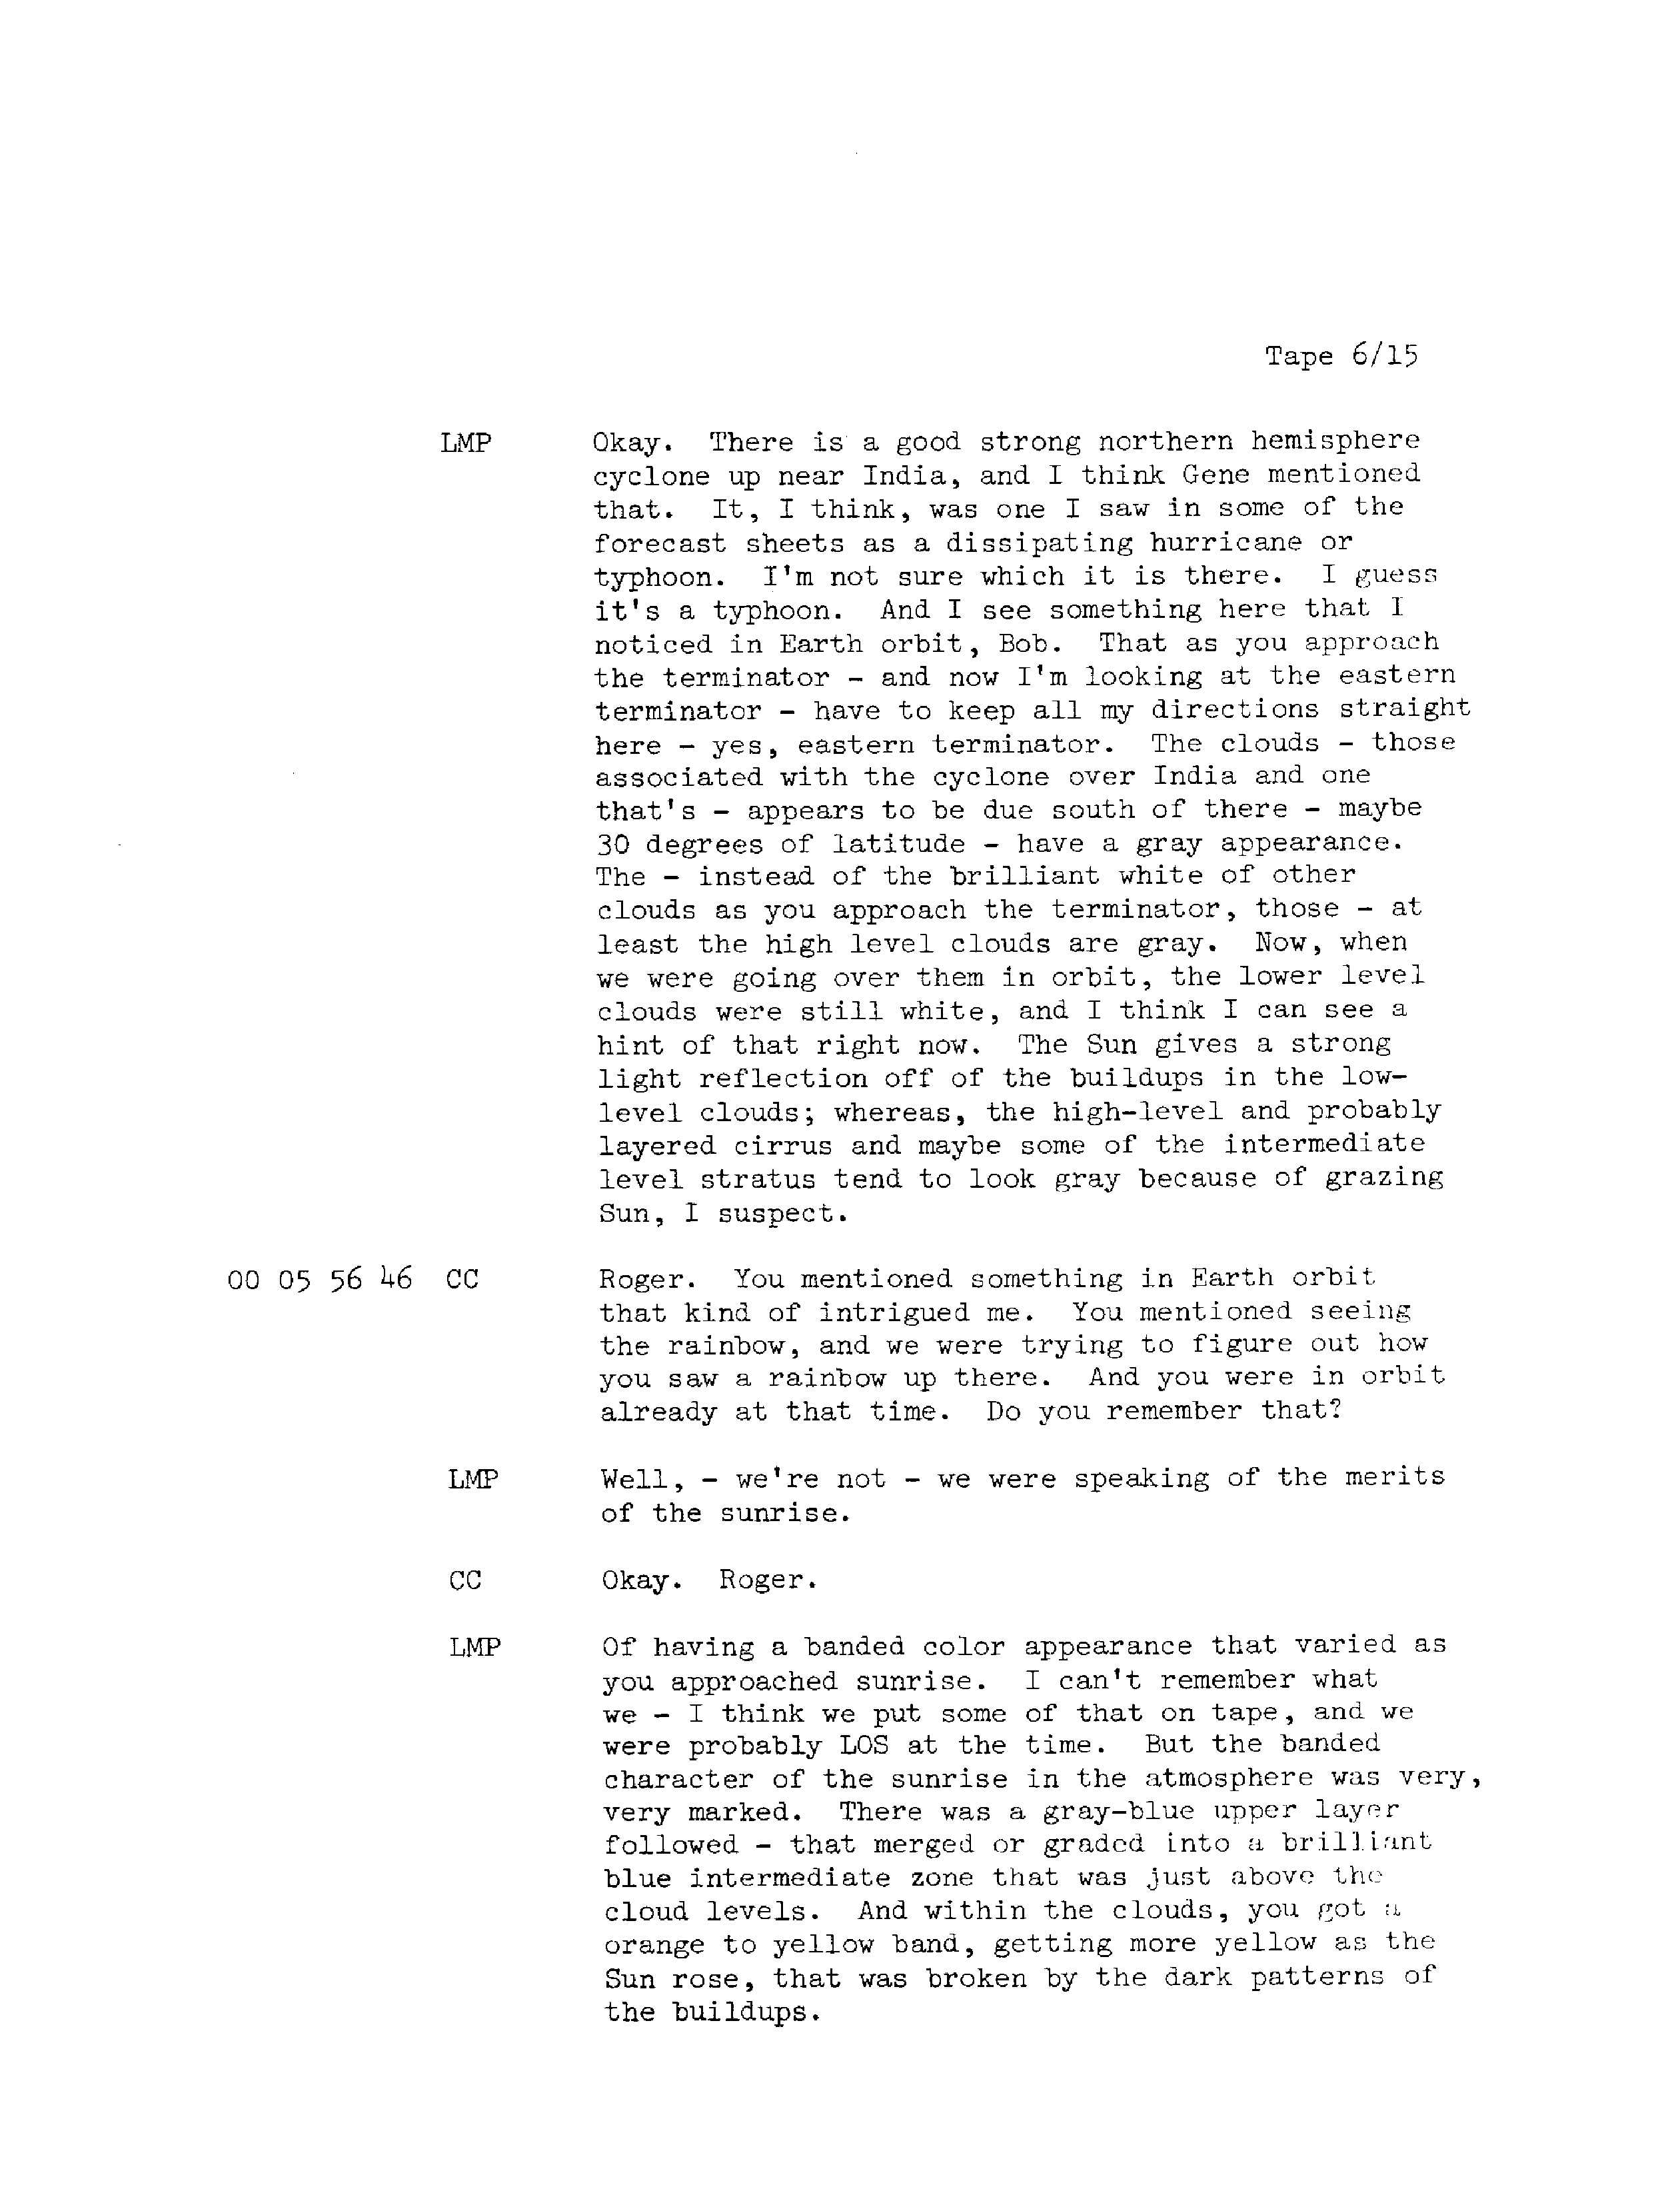 Tape 6/15
LMP Okay. There is a good strong northern hemisphere
cyclone up near India, and I think Gene mentioned
that. It, I think, was one I saw in some of the
forecast sheets as a dissipating hurricane or
typhoon. I'm not sure which it is there. I guess
it's a typhoon. And I see something here that I
noticed in Earth orbit, Bob. That as you approach
the terminator - and now I'm looking at the eastern
terminator - have to keep all my directions straight
here - yes, eastern terminator. The clouds - those
associated with the cyclone over India and one
that's - appears to be due south of there - maybe
30 degrees of latitude - have a gray appearance.
The - instead of the brilliant white of other
clouds as you approach the terminator, those - at
least the high level clouds are gray. Now, when
we were going over them in orbit, the lower level
clouds were still white, and I think I can see a
hint of that right now. The Sun gives a strong
light reflection off of the buildups in the low-
level clouds; whereas, the high-level and probably
layered cirrus and maybe some of the intermediate
level stratus tend to look gray because of grazing
Sun, I suspect.
00 05 56 46 CC Roger. You mentioned something in Earth orbit
that kind of intrigued me. You mentioned seeing
the rainbow, and we were trying to figure out how
you saw a rainbow up there. And you were in orbit
already at that time. Do you remember that?
LMP Well, - we're not - we were speaking of the merits
of the sunrise.
CC Okay. Roger.
LMP Of having a banded color appearance that varied as
you approached sunrise. I can't remember what
we - I think we put some of that on tape, and we
were probably LOS at the time. But the banded
character of the sunrise in the atmosphere was very,
very marked. There was a gray-blue upper layer
followed - that merged or graded into a brilliant
blue intermediate zone that was just above the
cloud levels. And within the clouds, you got a
orange to yellow band, getting more yellow as the
Sun rose, that was broken by the dark patterns of
the buildups.